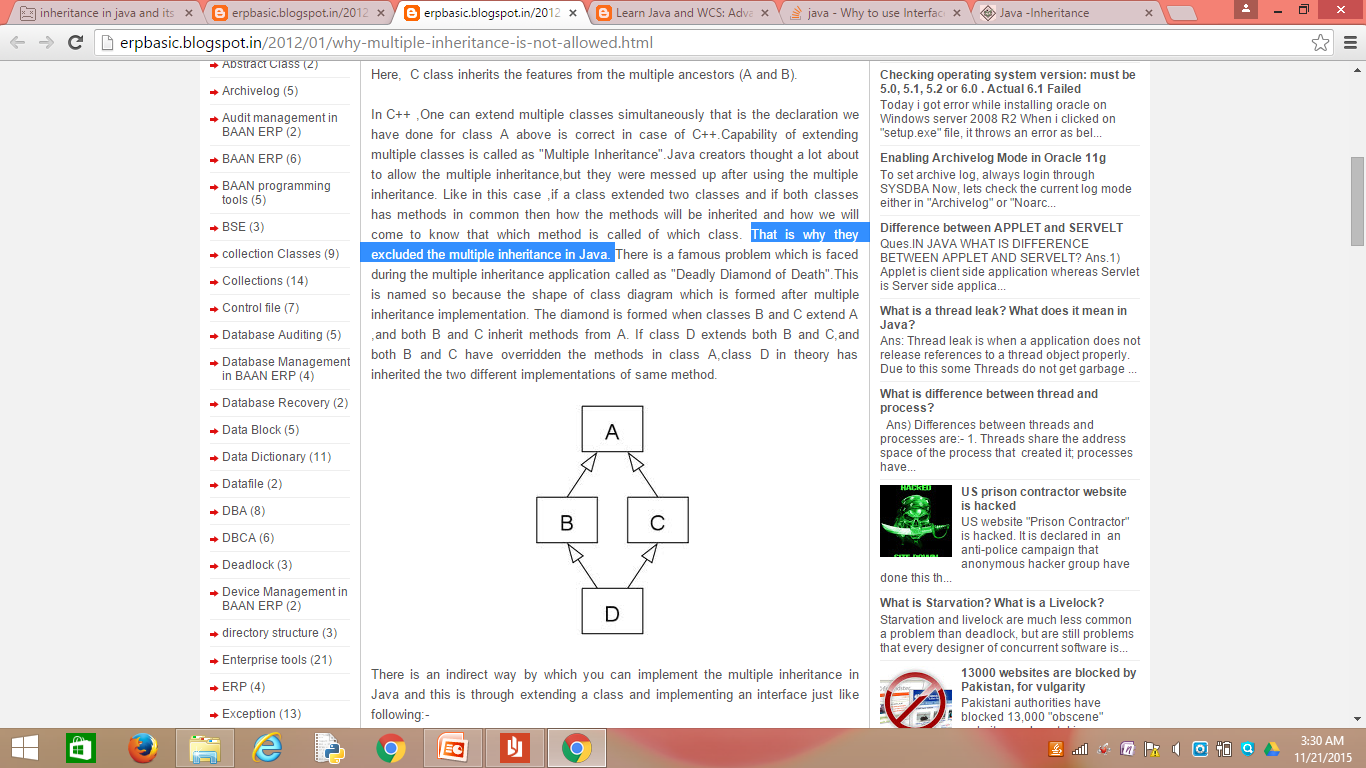 inheritance in java and its
erpbasic.blogspot.in/2012
erpbasic.blogspot.in/2012
Learn Java and WCS: Adva
java - Why to use Interfac
Java -Inheritance
erpbasic.blogspot.in/2012/01/why-multiple-inheritance-is-not-allowed.html
Abstract Class (2)
Archivelog (5)
Audit management in
BAAN ERP (2)
BAAN ERP (6)
BAAN programming
tools (5)
BSE (3)
collection Classes (9)
Collections (14)
Control file (7)
Database Auditing (5)
Database Management
in BAAN ERP (4)
Database Recovery (2)
Data Block (5)
Data Dictionary (11)
Datafile (2)
DBA (8)
DBCA (6)
Deadlock (3)
Device Management in
BAAN ERP (2)
directory structure (3)
Enterprise tools (21)
ERP (4)
Exception (13)
Here, C class inherits the features from the multiple ancestors (A and B).
In C++ ,One can extend multiple classes simultaneously that is the declaration we
have done for class A above is correct in case of C++.Capability of extending
multiple classes is called as "Multiple Inheritance".Java creators thought a lot about
to allow the multiple inheritance,but they were messed up after using the multiple
inheritance. Like in this case ,if a class extended two classes and if both classes
has methods in common then how the methods will be inherited and how we will
come to know that which method is called of which class. That is why they
excluded the multiple inheritance in Java. There is a famous problem which is faced
during the multiple inheritance application called as "Deadly Diamond of Death".This
is named so because the shape of class diagram which is formed after multiple
inheritance implementation. The diamond is formed when classes B and C extend A
,and both B and C inherit methods from A. If class D extends both B and C,and
both B and C have overridden the methods in class A,class D in theory has
inherited the two different implementations of same method.
A
B
C
D
There is an indirect way by which you can implement the multiple inheritance in
Java and this is through extending a class and implementing an interface just like
following:-
Checking operating system version: must be
5.0, 5.1, 5.2 or 6.0 . Actual 6.1 Failed
Today i got error while installing oracle on
Windows server 2008 R2 When i clicked on
"setup.exe" file, it throws an error as bel...
Enabling Archivelog Mode in Oracle 11g
To set archive log, always login through
SYSDBA Now, lets check the current log mode
either in "Archivelog" or "Noarc...
Difference between APPLET and SERVELT
Ques.IN JAVA WHAT IS DIFFERENCE
BETWEEN APPLET AND SERVELT? Ans.1)
Applet is client side application whereas Servlet
is Server side applica...
What is a thread leak? What does it mean in
Java?
Ans: Thread leak is when a application does not
release references to a thread object properly.
Due to this some Threads do not get garbage ...
What is difference between thread and
process?
Ans) Differences between threads and
processes are:- 1. Threads share the address
space of the process that created it; processes
have...
HACKED
SITE DOWN
US prison contractor website
is hacked
US website "Prison Contractor"
is hacked. It is declared in an
anti-police campaign that
anonymous hacker group have
done this th...
What is Starvation? What is a Livelock?
Starvation and livelock are much less common
a problem than deadlock, but are still problems
that every designer of concurrent software is...
13000 websites are blocked by
Pakistan, for vulgarity
Pakistani authorities have
blocked 13,000 "obscene"
3:30 AM
11/21/2015